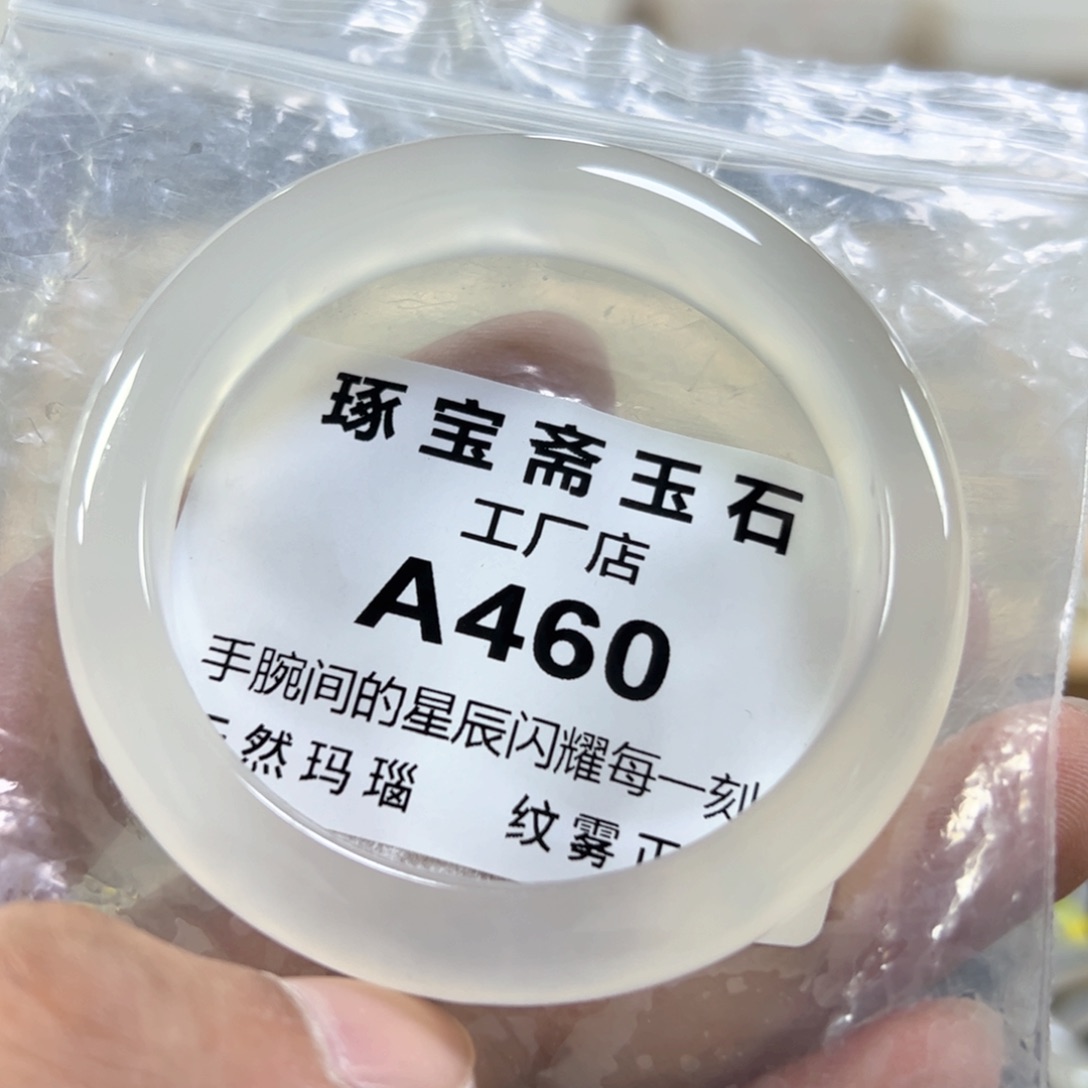 琢宝斋玉石
工厂店
A460
手腕间的星辰闪耀每一刻
然玛瑙 纹雾